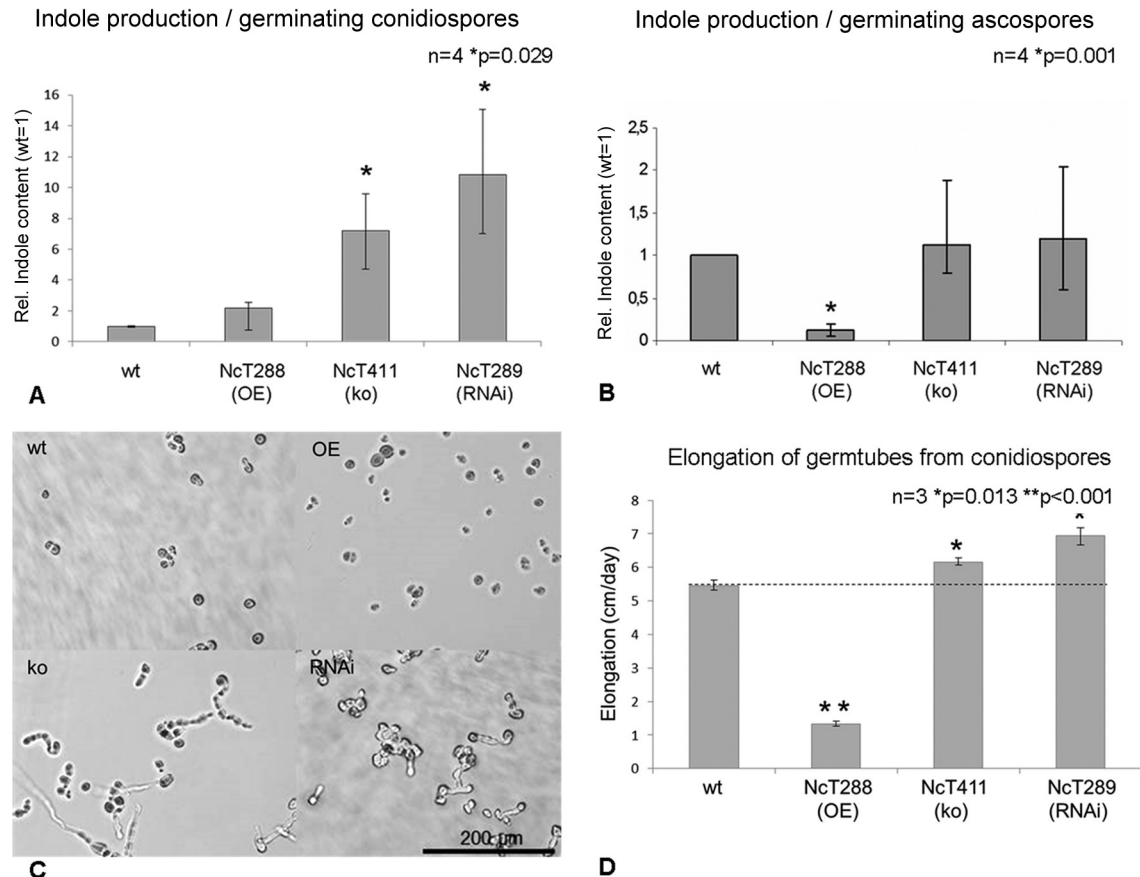 Indole production / germinating conidiospores
n=4 *p=0.029
Rel. Indole content (wt=1)
16
14
12
10
8
6
4
2
0
*
*
wt
NcT288
(OE)
NcT411
(ko)
NcT289
(RNAi)
A
Indole production / germinating ascospores
n=4 *p=0.001
Rel. Indole content (wt=1)
2,5
2
1,5
1
0,5
0
*
wt
NcT288
(OE)
NcT411
(ko)
NcT289
(RNAi)
B
wt
OE
ko
RNAi
200 µm
C
Elongation of germtubes from conidiospores
n=3 *p=0.013 **p<0.001
Elongation (cm/day)
8
7
6
5
4
3
2
1
0
**
*
*
wt
NcT288
(OE)
NcT411
(ko)
NcT289
(RNAi)
D